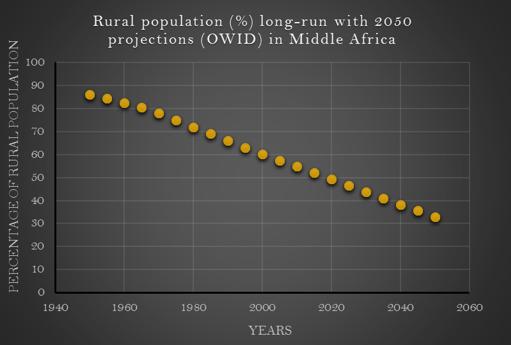 Rural population (%) long-run with 2050
projections (OWID) in Middle Africa
PERCENTAGE OF RURAL POPULATION
100
90
80
70
60
50
40
30
20
10
0
1940 1960 1980 2000 2020 2040 2060
YEARS